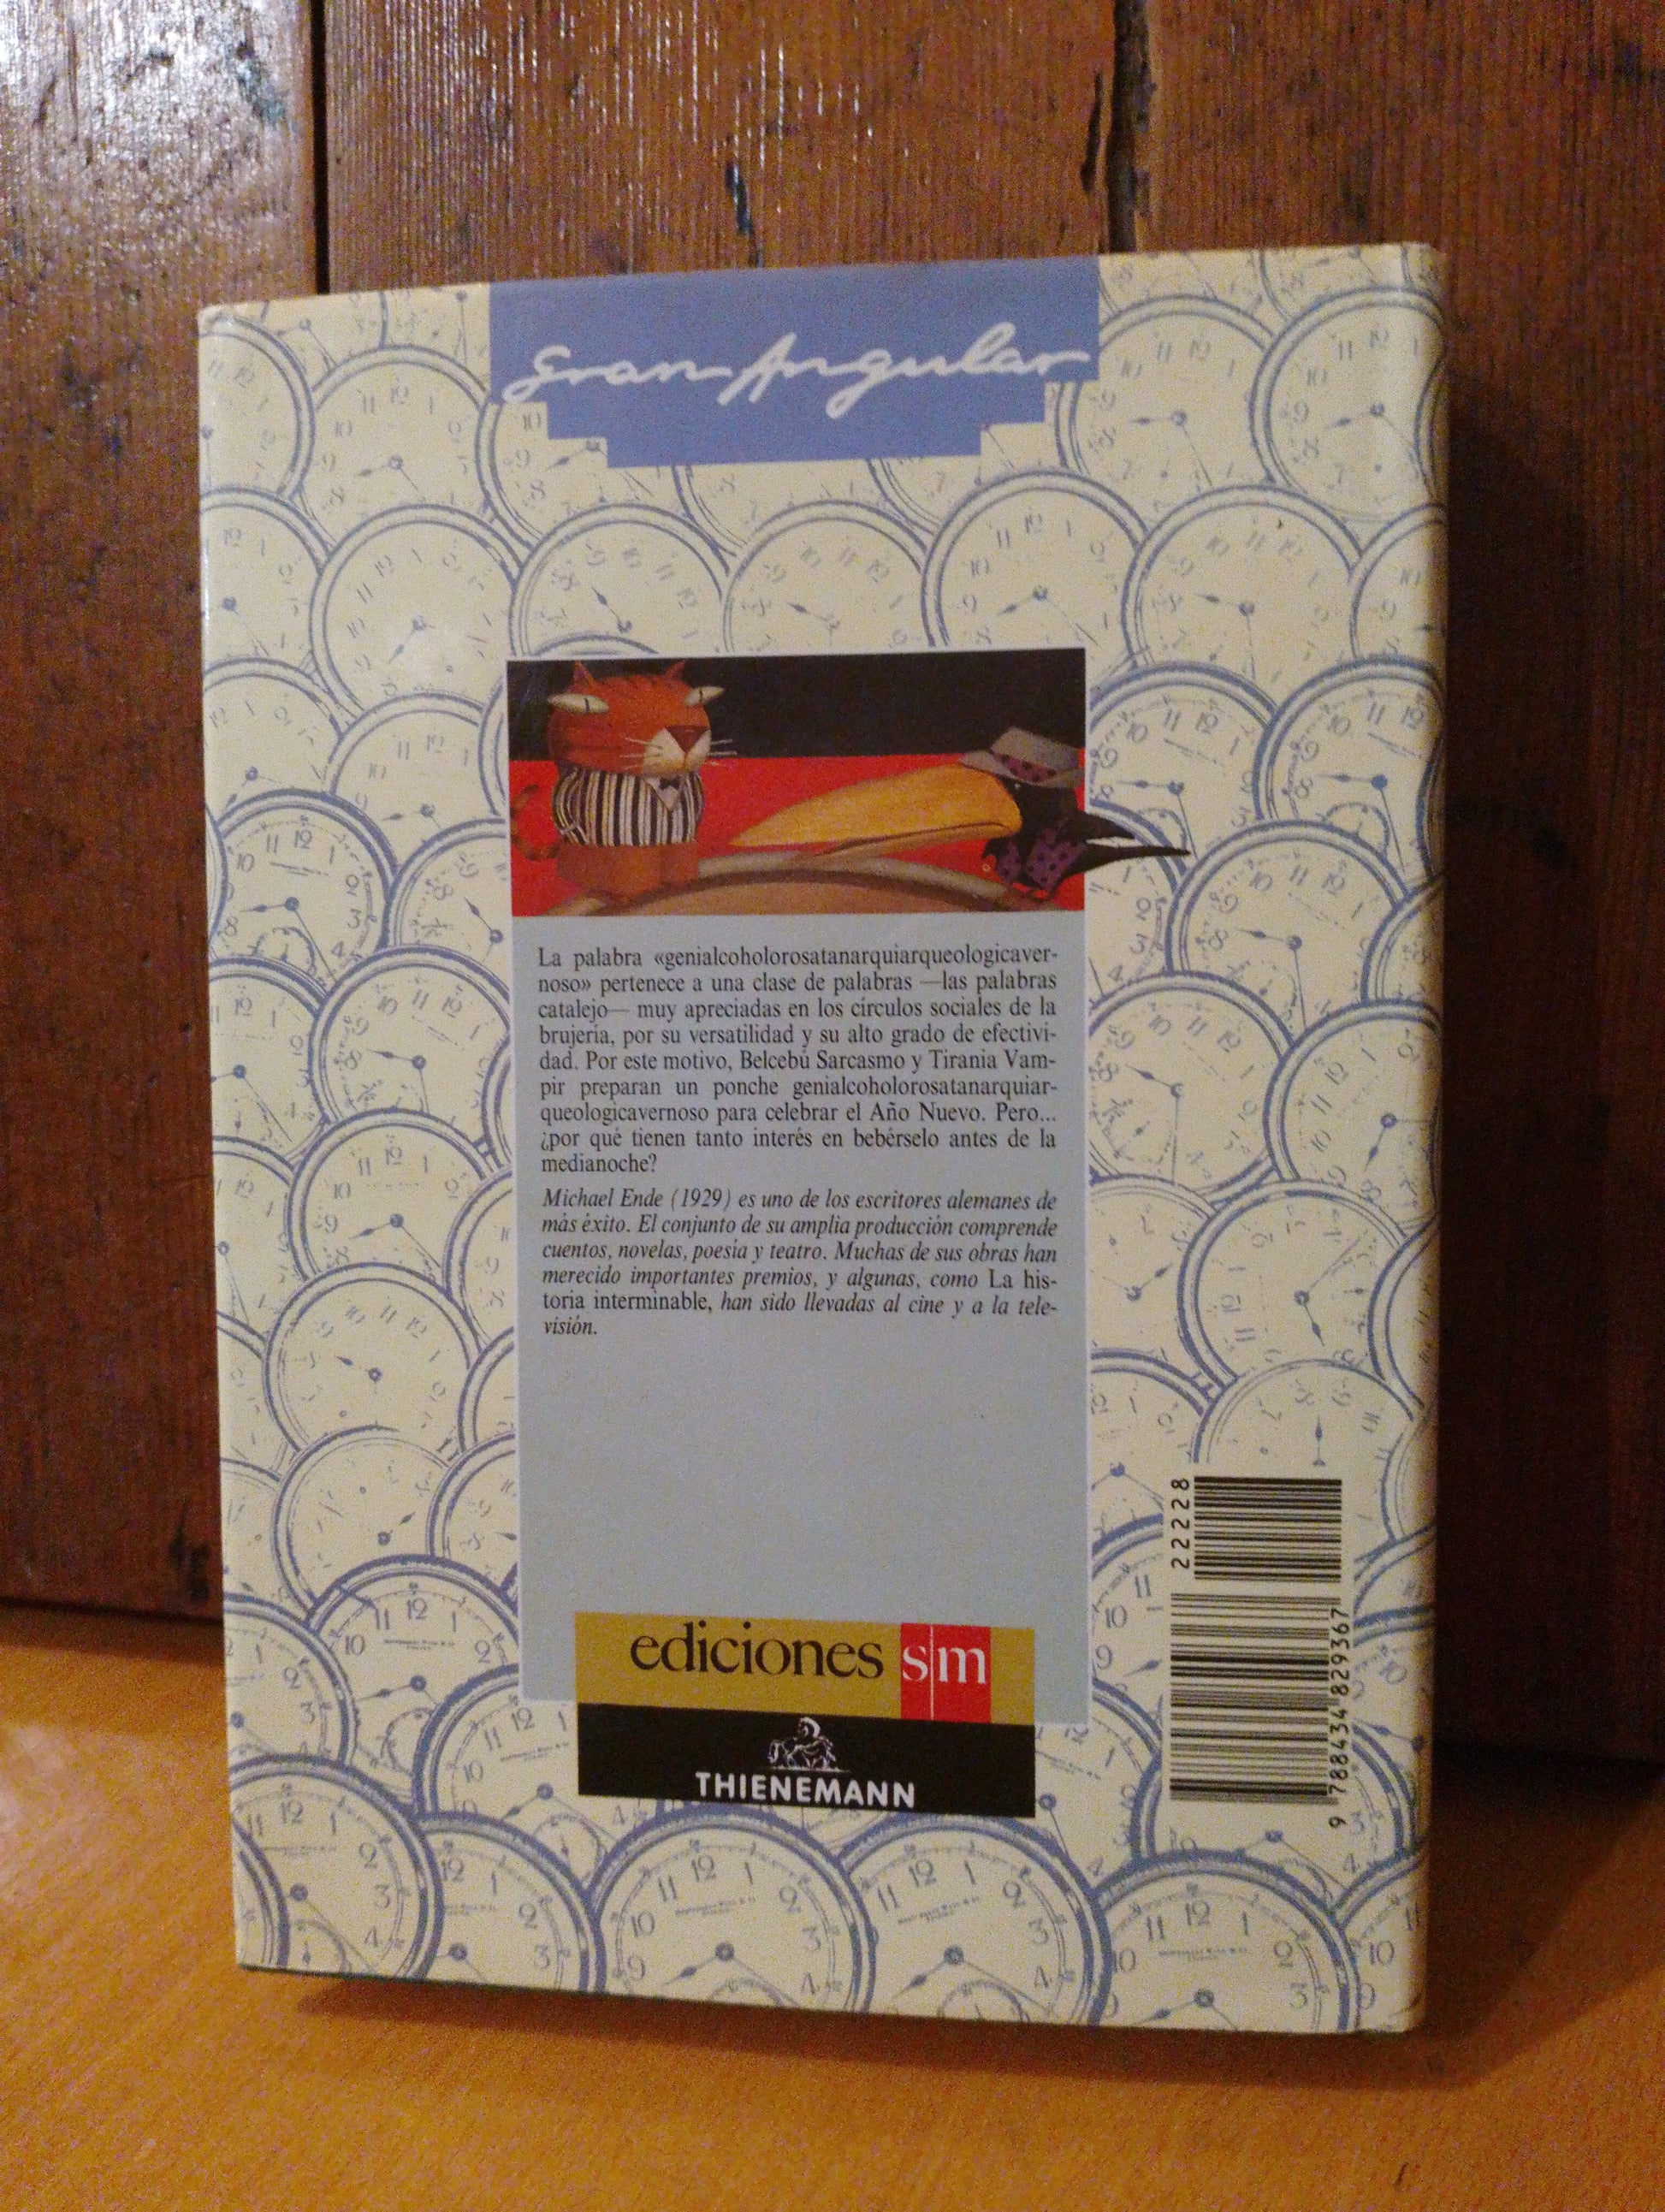 Gran Angular
La palabra «genialcoholorosatanarquiarqueologicaver-
noso» pertenece a una clase de palabras —las palabras
catalejo— muy apreciadas en los círculos sociales de la
brujería, por su versatilidad y su alto grado de efectivi-
dad. Por este motivo, Belcebú Sarcasmo y Tirania Vam-
pir preparan un ponche genialcoholorosatanarquiar-
queologicavernoso para celebrar el Año Nuevo. Pero...
¿por qué tienen tanto interés en bebérselo antes de la
medianoche?
Michael Ende (1929) es uno de los escritores alemanes de
más éxito. El conjunto de su amplia producción comprende
cuentos, novelas, poesía y teatro. Muchas de sus obras han
merecido importantes premios, y algunas, como La his-
toria interminable, han sido llevadas al cine y a la tele-
visión.
ediciones sm
THIENEMANN
22228
9 788434 829367